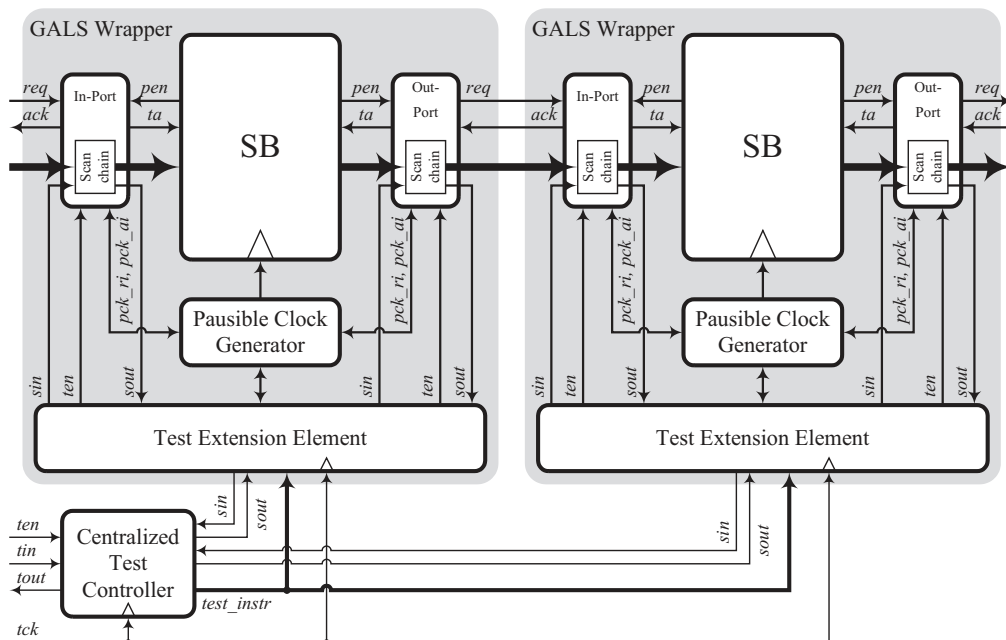 GALS Wrapper
req
ack
In-Port
Scan
chain
pen
ta
SB
pen
ta
Out-
Port
Scan
chain
req
pck_ri, pck_ai
pck_ri, pck_ai
Pausible Clock
Generator
sin
ten
sout
sin
ten
sout
Test Extension Element
GALS Wrapper
ack
In-Port
Scan
chain
pen
ta
SB
pen
ta
Out-
Port
Scan
chain
req
ack
pck_ri, pck_ai
pck_ri, pck_ai
Pausible Clock
Generator
sin
ten
sout
sin
ten
sout
Test Extension Element
sin
sout
sin
sout
ten
tin
tout
tck
Centralized
Test
Controller
test_instr